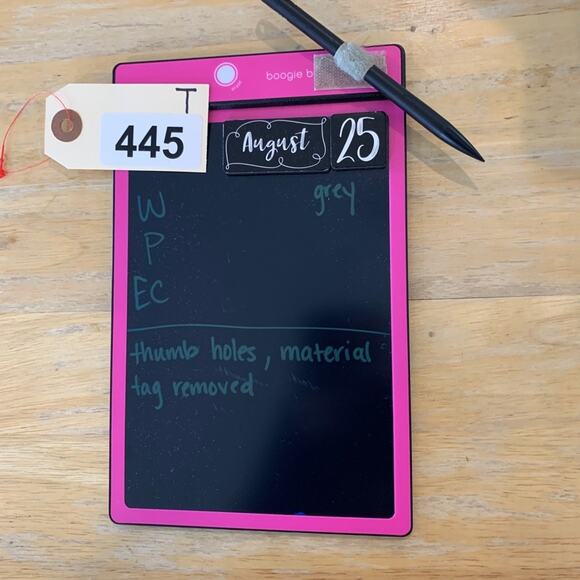 boogie b
T
445
August 25
W grey
P
EC
thumb holes, material
tag removed